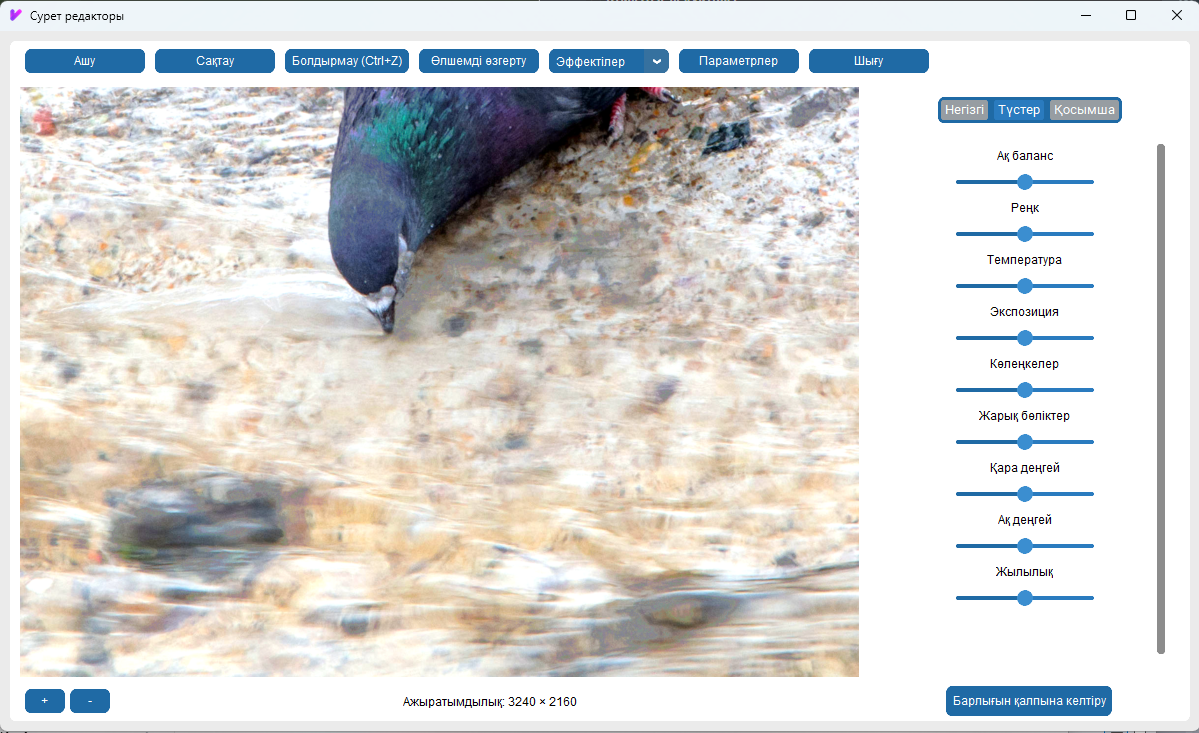 Сурет редакторы
Ашу Сақтау Болдырмау (Ctrl+Z) Өлшемді өзгерту Эффектілер Параметрлер Шығу
Негізгі Түстер Қосымша
Ақ баланс
Реңк
Температура
Экспозиция
Көлеңкелер
Жарық бөліктер
Қара деңгей
Ақ деңгей
Жылылық
+ - Ажыратымдылық: 3240 × 2160 Барлығын қалпына келтіру